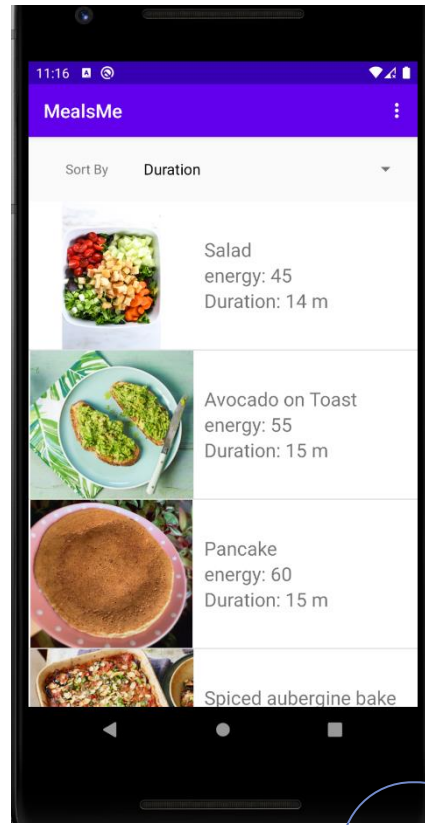 11:16
MealsMe
Sort By Duration
Salad
energy: 45
Duration: 14 m
Avocado on Toast
energy: 55
Duration: 15 m
Pancake
energy: 60
Duration: 15 m
Spiced aubergine bake